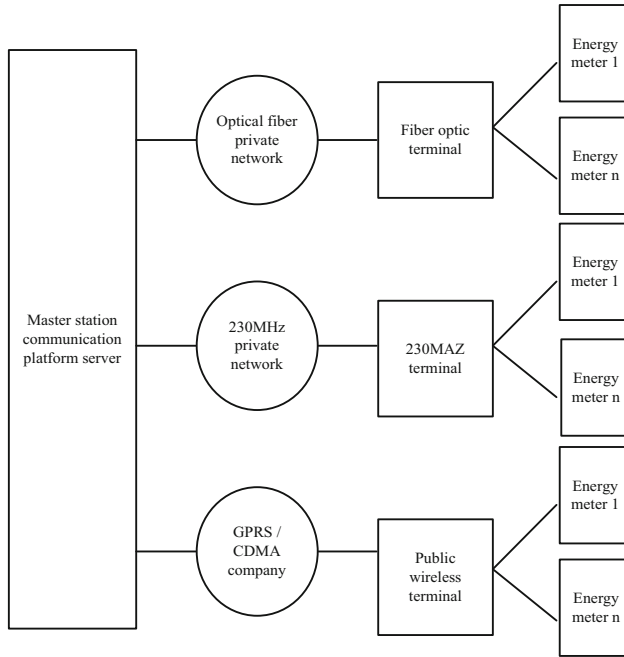 Master station
communication
platform server
Optical fiber
private
network
Fiber optic
terminal
Energy
meter 1
Energy
meter n
230MHz
private
network
230MAZ
terminal
Energy
meter 1
Energy
meter n
GPRS /
CDMA
company
Public
wireless
terminal
Energy
meter 1
Energy
meter n